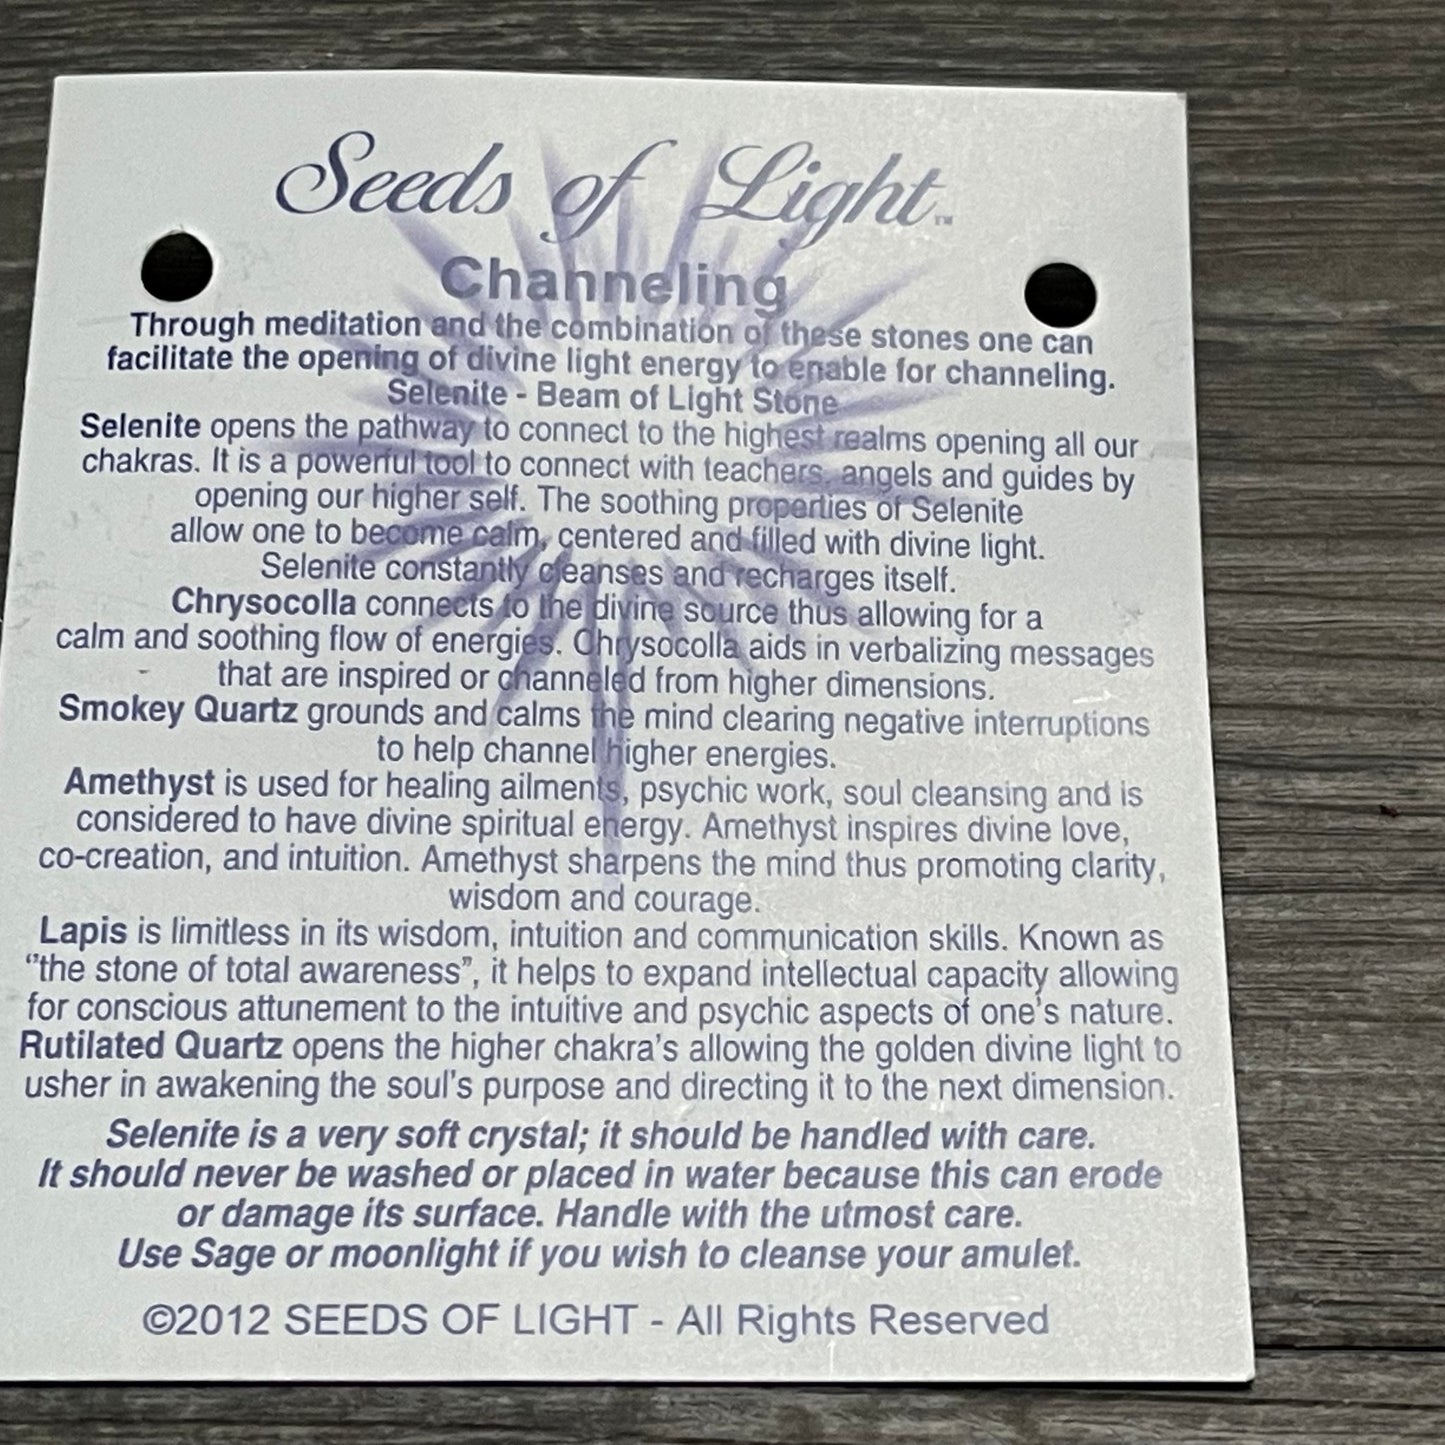 Seeds of Light™
Channeling
Through meditation and the combination of these stones one can
facilitate the opening of divine light energy to enable for channeling.
Selenite - Beam of Light Stone
Selenite opens the pathway to connect to the highest realms opening all our
chakras. It is a powerful tool to connect with teachers, angels and guides by
opening our higher self. The soothing properties of Selenite
allow one to become calm, centered and filled with divine light.
Selenite constantly cleanses and recharges itself.
Chrysocolla connects to the divine source thus allowing for a
calm and soothing flow of energies. Chrysocolla aids in verbalizing messages
that are inspired or channeled from higher dimensions.
Smokey Quartz grounds and calms the mind clearing negative interruptions
to help channel higher energies.
Amethyst is used for healing ailments, psychic work, soul cleansing and is
considered to have divine spiritual energy. Amethyst inspires divine love,
co-creation, and intuition. Amethyst sharpens the mind thus promoting clarity,
wisdom and courage.
Lapis is limitless in its wisdom, intuition and communication skills. Known as
"the stone of total awareness", it helps to expand intellectual capacity allowing
for conscious attunement to the intuitive and psychic aspects of one's nature.
Rutilated Quartz opens the higher chakra's allowing the golden divine light to
usher in awakening the soul's purpose and directing it to the next dimension.
Selenite is a very soft crystal; it should be handled with care.
It should never be washed or placed in water because this can erode
or damage its surface. Handle with the utmost care.
Use Sage or moonlight if you wish to cleanse your amulet.
©2012 SEEDS OF LIGHT - All Rights Reserved